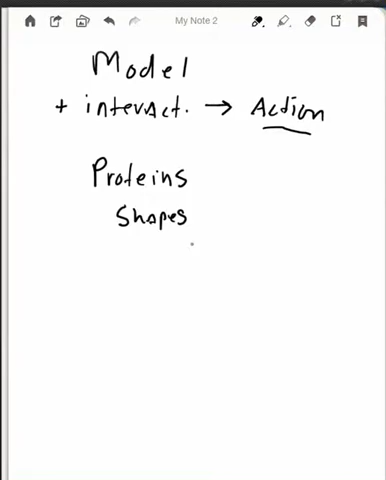 My Note 2
Model
+ interact. → Action
Proteins
Shapes